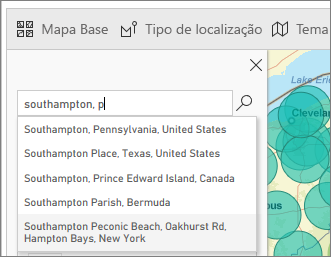 Mapa Base Tipo de localização Tema
Lake Erie
southampton, p
Clevelan
Southampton, Pennsylvania, United States
Southampton Place, Texas, United States
Southampton, Prince Edward Island, Canada
Southampton Parish, Bermuda
Southampton Peconic Beach, Oakhurst Rd,
bus
Hampton Bays, New York